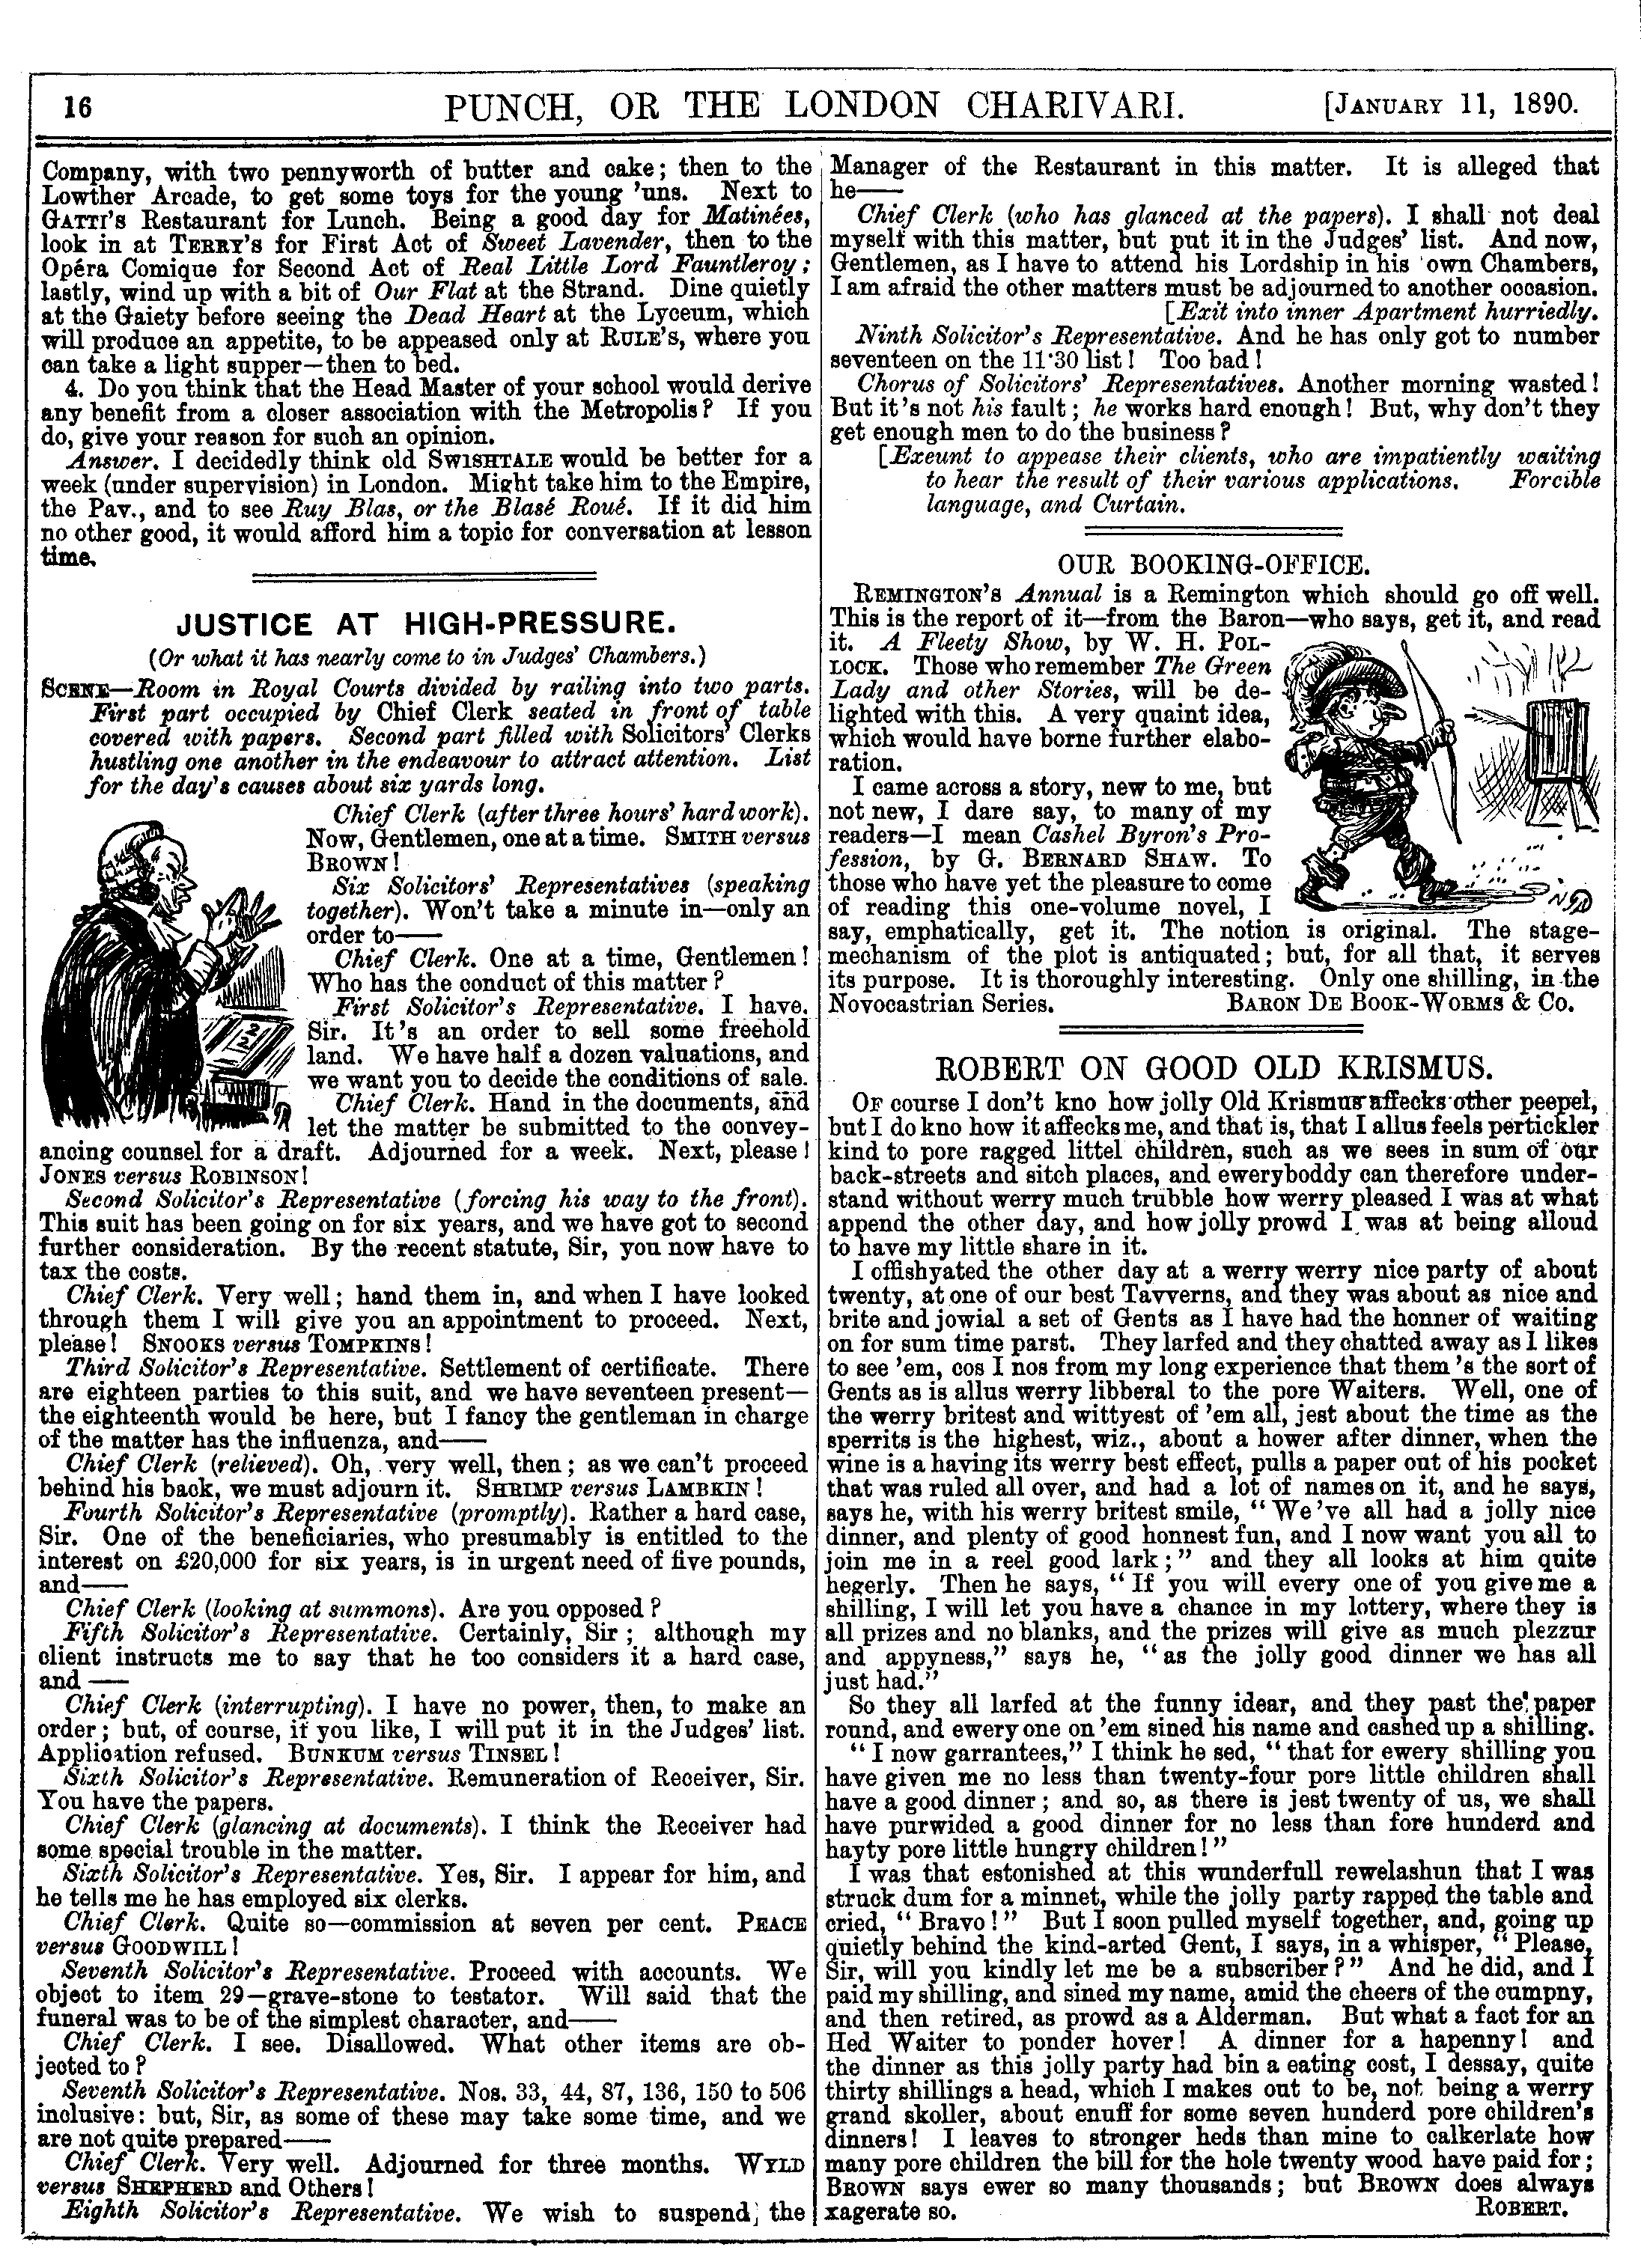 16
PUNCH, OR THE LONDON CHARIVARI.
[JANUARY 11, 1890.
Company, with two pennyworth of butter and cake; then to the
Lowther Arcade, to get some toys for the young 'uns. Next to
GATTI'S Restaurant for Lunch. Being a good day for Matinées,
look in at TERRY'S for First Act of Sweet Lavender, then to the
Opéra Comique for Second Act of Real Little Lord Fauntleroy;
lastly, wind up with a bit of Our Flat at the Strand. Dine quietly
at the Gaiety before seeing the Dead Heart at the Lyceum, which
will produce an appetite, to be appeased only at RULE'S, where you
can take a light supper—then to bed.
4. Do you think that the Head Master of your school would derive
any benefit from a closer association with the Metropolis? If you
do, give your reason for such an opinion.
Answer. I decidedly think old SWISHTALE would be better for a
week (under supervision) in London. Might take him to the Empire,
the Pav., and to see Ruy Blas, or the Blasé Roué. If it did him
no other good, it would afford him a topic for conversation at lesson
time.
JUSTICE AT HIGH-PRESSURE.
(Or what it has nearly come to in Judges' Chambers.)
SCENE—Room in Royal Courts divided by railing into two parts.
First part occupied by Chief Clerk seated in front of table
covered with papers. Second part filled with Solicitors' Clerks
hustling one another in the endeavour to attract attention. List
for the day's causes about six yards long.
Chief Clerk (after three hours' hard work).
Now, Gentlemen, one at a time. SMITH versus
BROWN!
Six Solicitors' Representatives (speaking
together). Won't take a minute in—only an
order to——
Chief Clerk. One at a time, Gentlemen!
Who has the conduct of this matter?
First Solicitor's Representative. I have,
Sir. It's an order to sell some freehold
land. We have half a dozen valuations, and
we want you to decide the conditions of sale.
Chief Clerk. Hand in the documents, and
let the matter be submitted to the convey-
ancing counsel for a draft. Adjourned for a week. Next, please!
JONES versus ROBINSON!
Second Solicitor's Representative (forcing his way to the front).
This suit has been going on for six years, and we have got to second
further consideration. By the recent statute, Sir, you now have to
tax the costs.
Chief Clerk. Very well; hand them in, and when I have looked
through them I will give you an appointment to proceed. Next,
please! SNOOKS versus TOMPKINS!
Third Solicitor's Representative. Settlement of certificate. There
are eighteen parties to this suit, and we have seventeen present—
the eighteenth would be here, but I fancy the gentleman in charge
of the matter has the influenza, and——
Chief Clerk (relieved). Oh, very well, then; as we can't proceed
behind his back, we must adjourn it. SHRIMP versus LAMBKIN!
Fourth Solicitor's Representative (promptly). Rather a hard case,
Sir. One of the beneficiaries, who presumably is entitled to the
interest on £20,000 for six years, is in urgent need of five pounds,
and——
Chief Clerk (looking at summons). Are you opposed?
Fifth Solicitor's Representative. Certainly, Sir; although my
client instructs me to say that he too considers it a hard case,
and——
Chief Clerk (interrupting). I have no power, then, to make an
order; but, of course, if you like, I will put it in the Judges' list.
Application refused. BUNKUM versus TINSEL!
Sixth Solicitor's Representative. Remuneration of Receiver, Sir.
You have the papers.
Chief Clerk (glancing at documents). I think the Receiver had
some special trouble in the matter.
Sixth Solicitor's Representative. Yes, Sir. I appear for him, and
he tells me he has employed six clerks.
Chief Clerk. Quite so—commission at seven per cent. PEACE
versus GOODWILL!
Seventh Solicitor's Representative. Proceed with accounts. We
object to item 29—grave-stone to testator. Will said that the
funeral was to be of the simplest character, and——
Chief Clerk. I see. Disallowed. What other items are ob-
jected to?
Seventh Solicitor's Representative. Nos. 33, 44, 87, 136, 150 to 506
inclusive: but, Sir, as some of these may take some time, and we
are not quite prepared——
Chief Clerk. Very well. Adjourned for three months. WYLD
versus SHEPHERD and Others!
Eighth Solicitor's Representative. We wish to suspend the
Manager of the Restaurant in this matter. It is alleged that
he——
Chief Clerk (who has glanced at the papers). I shall not deal
myself with this matter, but put it in the Judges' list. And now,
Gentlemen, as I have to attend his Lordship in his own Chambers,
I am afraid the other matters must be adjourned to another occasion.
[Exit into inner Apartment hurriedly.
Ninth Solicitor's Representative. And he has only got to number
seventeen on the 11·30 list! Too bad!
Chorus of Solicitors' Representatives. Another morning wasted!
But it's not his fault; he works hard enough! But, why don't they
get enough men to do the business?
[Exeunt to appease their clients, who are impatiently waiting
to hear the result of their various applications. Forcible
language, and Curtain.
OUR BOOKING-OFFICE.
REMINGTON'S Annual is a Remington which should go off well.
This is the report of it—from the Baron—who says, get it, and read
it. A Fleety Show, by W. H. POL-
LOCK. Those who remember The Green
Lady and other Stories, will be de-
lighted with this. A very quaint idea,
which would have borne further elabo-
ration.
I came across a story, new to me, but
not new, I dare say, to many of my
readers—I mean Cashel Byron's Pro-
fession, by G. BERNARD SHAW. To
those who have yet the pleasure to come
of reading this one-volume novel, I
say, emphatically, get it. The notion is original. The stage-
mechanism of the plot is antiquated; but, for all that, it serves
its purpose. It is thoroughly interesting. Only one shilling, in the
Novocastrian Series. BARON DE BOOK-WORMS & Co.
ROBERT ON GOOD OLD KRISMUS.
OF course I don't kno how jolly Old Krismus affecks other peepel,
but I do kno how it affecks me, and that is, that I allus feels pertickler
kind to pore ragged littel children, such as we sees in sum of our
back-streets and sitch places, and eweryboddy can therefore under-
stand without werry much trubble how werry pleased I was at what
append the other day, and how jolly prowd I was at being alloud
to have my little share in it.
I offishyated the other day at a werry werry nice party of about
twenty, at one of our best Tavverns, and they was about as nice and
brite and jowial a set of Gents as I have had the honner of waiting
on for sum time parst. They larfed and they chatted away as I likes
to see 'em, cos I nos from my long experience that them's the sort of
Gents as is allus werry libberal to the pore Waiters. Well, one of
the werry britest and wittyest of 'em all, jest about the time as the
sperrits is the highest, wiz., about a hower after dinner, when the
wine is a having its werry best effect, pulls a paper out of his pocket
that was ruled all over, and had a lot of names on it, and he says,
says he, with his werry britest smile, "We've all had a jolly nice
dinner, and plenty of good honnest fun, and I now want you all to
join me in a reel good lark;" and they all looks at him quite
hegerly. Then he says, "If you will every one of you give me a
shilling, I will let you have a chance in my lottery, where they is
all prizes and no blanks, and the prizes will give as much plezzur
and appyness," says he, "as the jolly good dinner we has all
just had."
So they all larfed at the funny idear, and they past the paper
round, and ewery one on 'em sined his name and cashed up a shilling.
"I now garrantees," I think he sed, "that for ewery shilling you
have given me no less than twenty-four pore little children shall
have a good dinner; and so, as there is jest twenty of us, we shall
have purwided a good dinner for no less than fore hunderd and
hayty pore little hungry children!"
I was that estonished at this wunderfull rewelashun that I was
struck dum for a minnet, while the jolly party rapped the table and
cried, "Bravo!" But I soon pulled myself together, and, going up
quietly behind the kind-arted Gent, I says, in a whisper, "Please,
Sir, will you kindly let me be a subscriber?" And he did, and I
paid my shilling, and sined my name, amid the cheers of the cumpny,
and then retired, as prowd as a Alderman. But what a fact for an
Hed Waiter to ponder hover! A dinner for a hapenny! and
the dinner as this jolly party had bin a eating cost, I dessay, quite
thirty shillings a head, which I makes out to be, not being a werry
grand skoller, about enuff for some seven hunderd pore children's
dinners! I leaves to stronger heds than mine to calkerlate how
many pore children the bill for the hole twenty wood have paid for;
BROWN says ewer so many thousands; but BROWN does always
xagerate so. ROBERT.